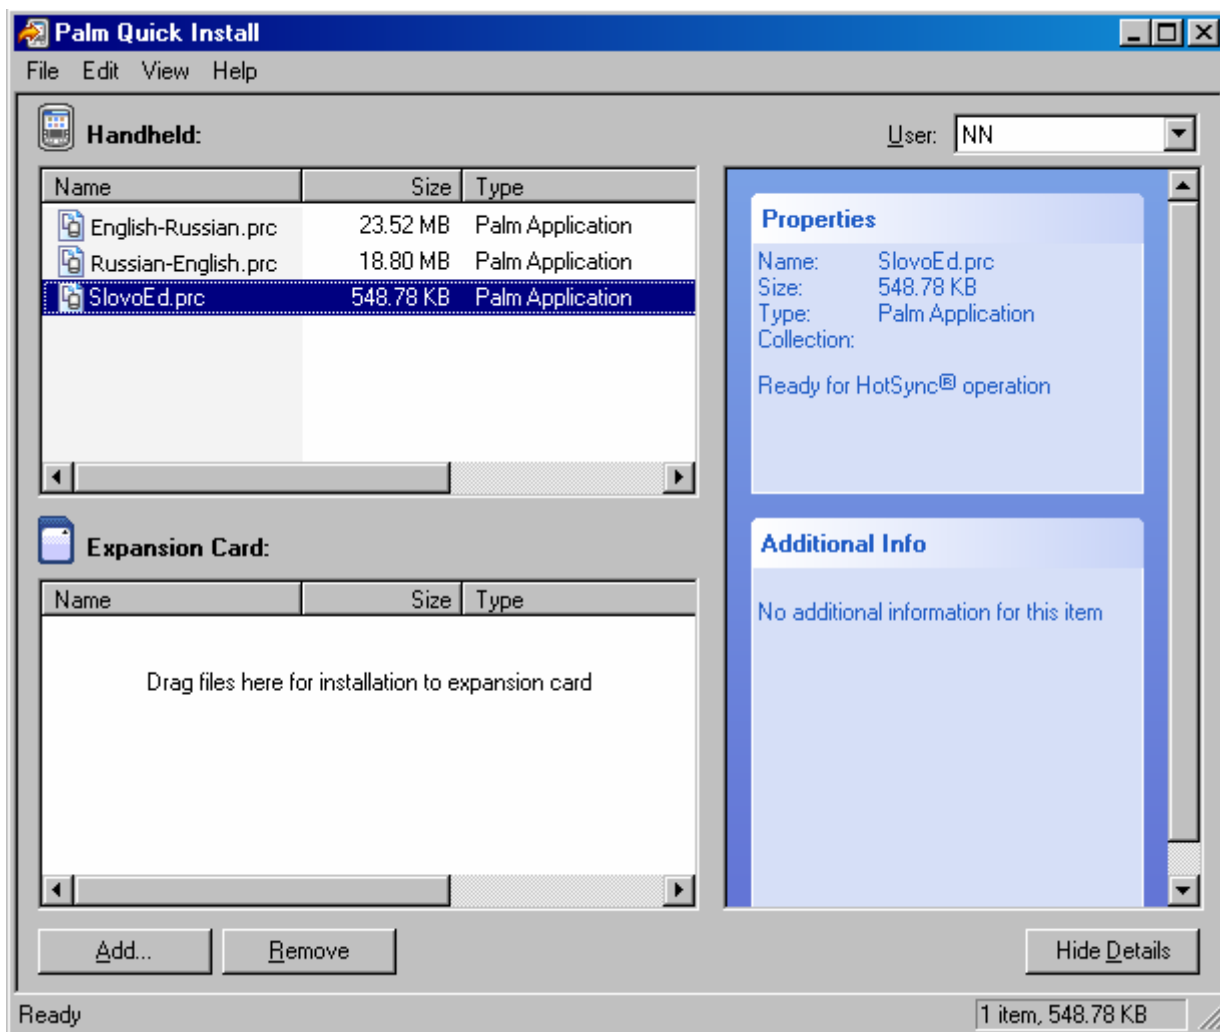 Palm Quick Install
File Edit View Help
Handheld:
User: NN
Name Size Type
English-Russian.prc 23.52 MB Palm Application
Russian-English.prc 18.80 MB Palm Application
SlovoEd.prc 548.78 KB Palm Application
Properties
Name: SlovoEd.prc
Size: 548.78 KB
Type: Palm Application
Collection:
Ready for HotSync® operation
Expansion Card:
Name Size Type
Drag files here for installation to expansion card
Additional Info
No additional information for this item
Add... Remove
Hide Details
Ready
1 item, 548.78 KB